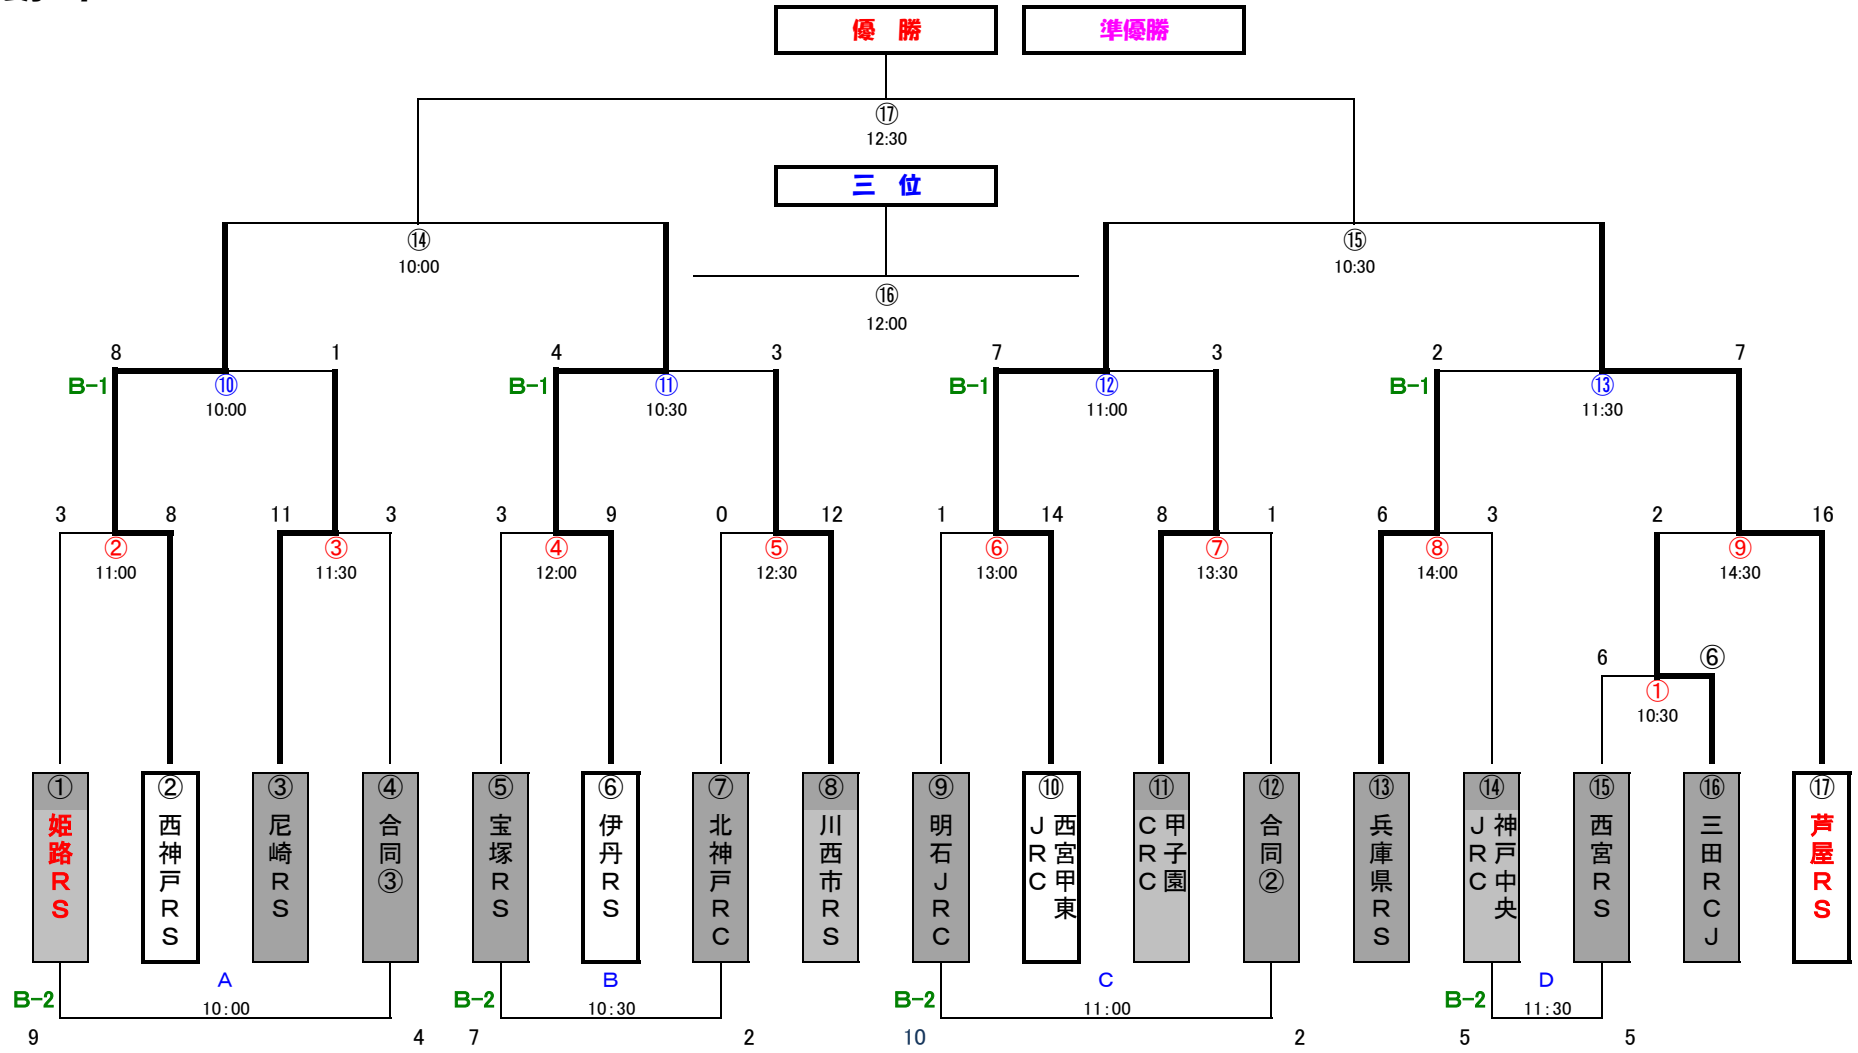 優 勝
準優勝
⑰
12:30
三 位
⑭
10:00
⑮
10:30
⑯
12:00
8 1 4 3 7 3 2 7
B-1 ⑩ B-1 ⑪ B-1 ⑫ B-1 ⑬
10:00 10:30 11:00 11:30
3 8 11 3 3 9 0 12 1 14 8 1 6 3 2 16
② ③ ④ ⑤ ⑥ ⑦ ⑧ ⑨
11:00 11:30 12:00 12:30 13:00 13:30 14:00 14:30
6 ⑥
①
10:30
① 姫路RS
② 西神戸RS
③ 尼崎RS
④ 合同③
⑤ 宝塚RS
⑥ 伊丹RS
⑦ 北神戸RC
⑧ 川西市RS
⑨ 明石JRC
⑩ 西宮甲東
JRC
⑪ 甲子園
CRC
⑫ 合同②
⑬ 兵庫県RS
⑭ 神戸中央
JRC
⑮ 西宮RS
⑯ 三田RCJ
⑰ 芦屋RS
A B C D
B-2 10:00 B-2 10:30 B-2 11:00 B-2 11:30
9 4 7 2 10 2 5 5